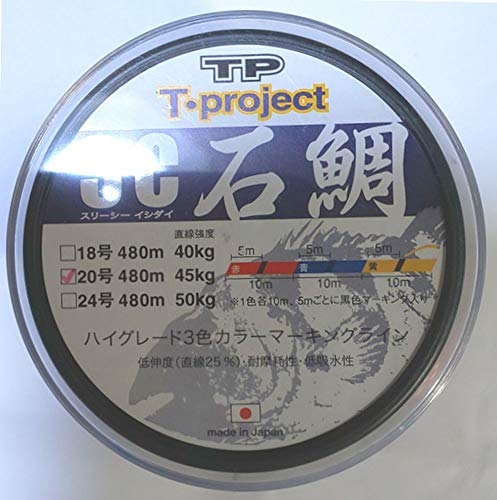 TP
T·project
3C 石鯛
スリーシー イシダイ
直線強度
□18号 480m 40kg
☑20号 480m 45kg
□24号 480m 50kg
5m 5m 5m
赤 青 黄
10m 10m 10m
※1色各10m、5mごとに黒色マーキング入り
ハイグレード3色カラーマーキングライン
低伸度(直線25%)・耐摩耗性・低吸水性
made in Japan